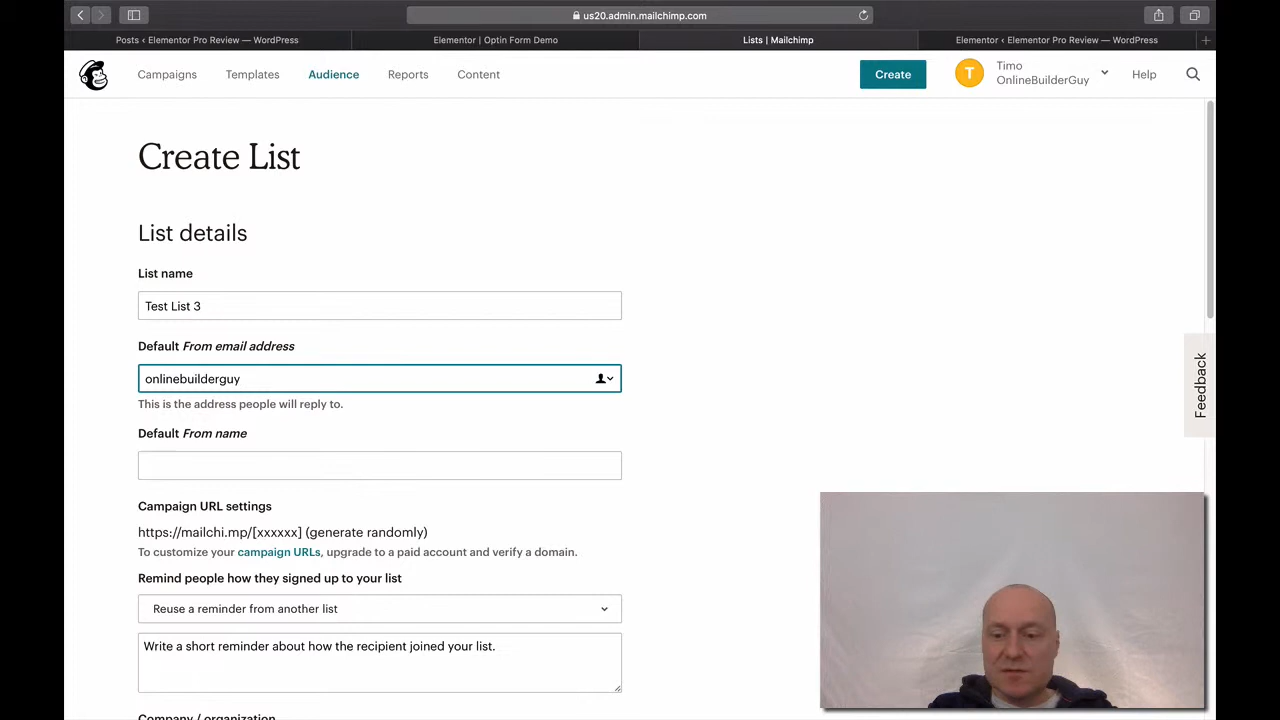 us20.admin.mailchimp.com
Posts ‹ Elementor Pro Review — WordPress
Elementor | Optin Form Demo
Lists | Mailchimp
Elementor ‹ Elementor Pro Review — WordPress
Campaigns
Templates
Audience
Reports
Content
Create
T
Timo
OnlineBuilderGuy
Help
Create List
List details
List name
Test List 3
Default From email address
onlinebuilderguy
This is the address people will reply to.
Default From name
Campaign URL settings
https://mailchi.mp/[xxxxxx] (generate randomly)
To customize your campaign URLs, upgrade to a paid account and verify a domain.
Remind people how they signed up to your list
Reuse a reminder from another list
Write a short reminder about how the recipient joined your list.
Company / organization
Feedback